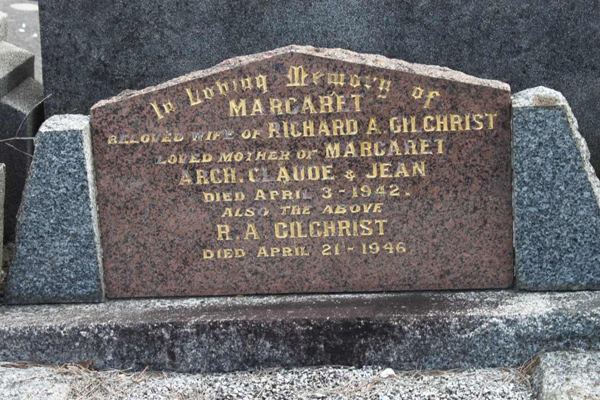 In Loving Memory of
MARGARET
BELOVED WIFE OF RICHARD A. GILCHRIST
LOVED MOTHER OF MARGARET
ARCH. CLAUDE & JEAN
DIED APRIL 3 - 1942.
ALSO THE ABOVE
R. A GILCHRIST
DIED APRIL 21 - 1946